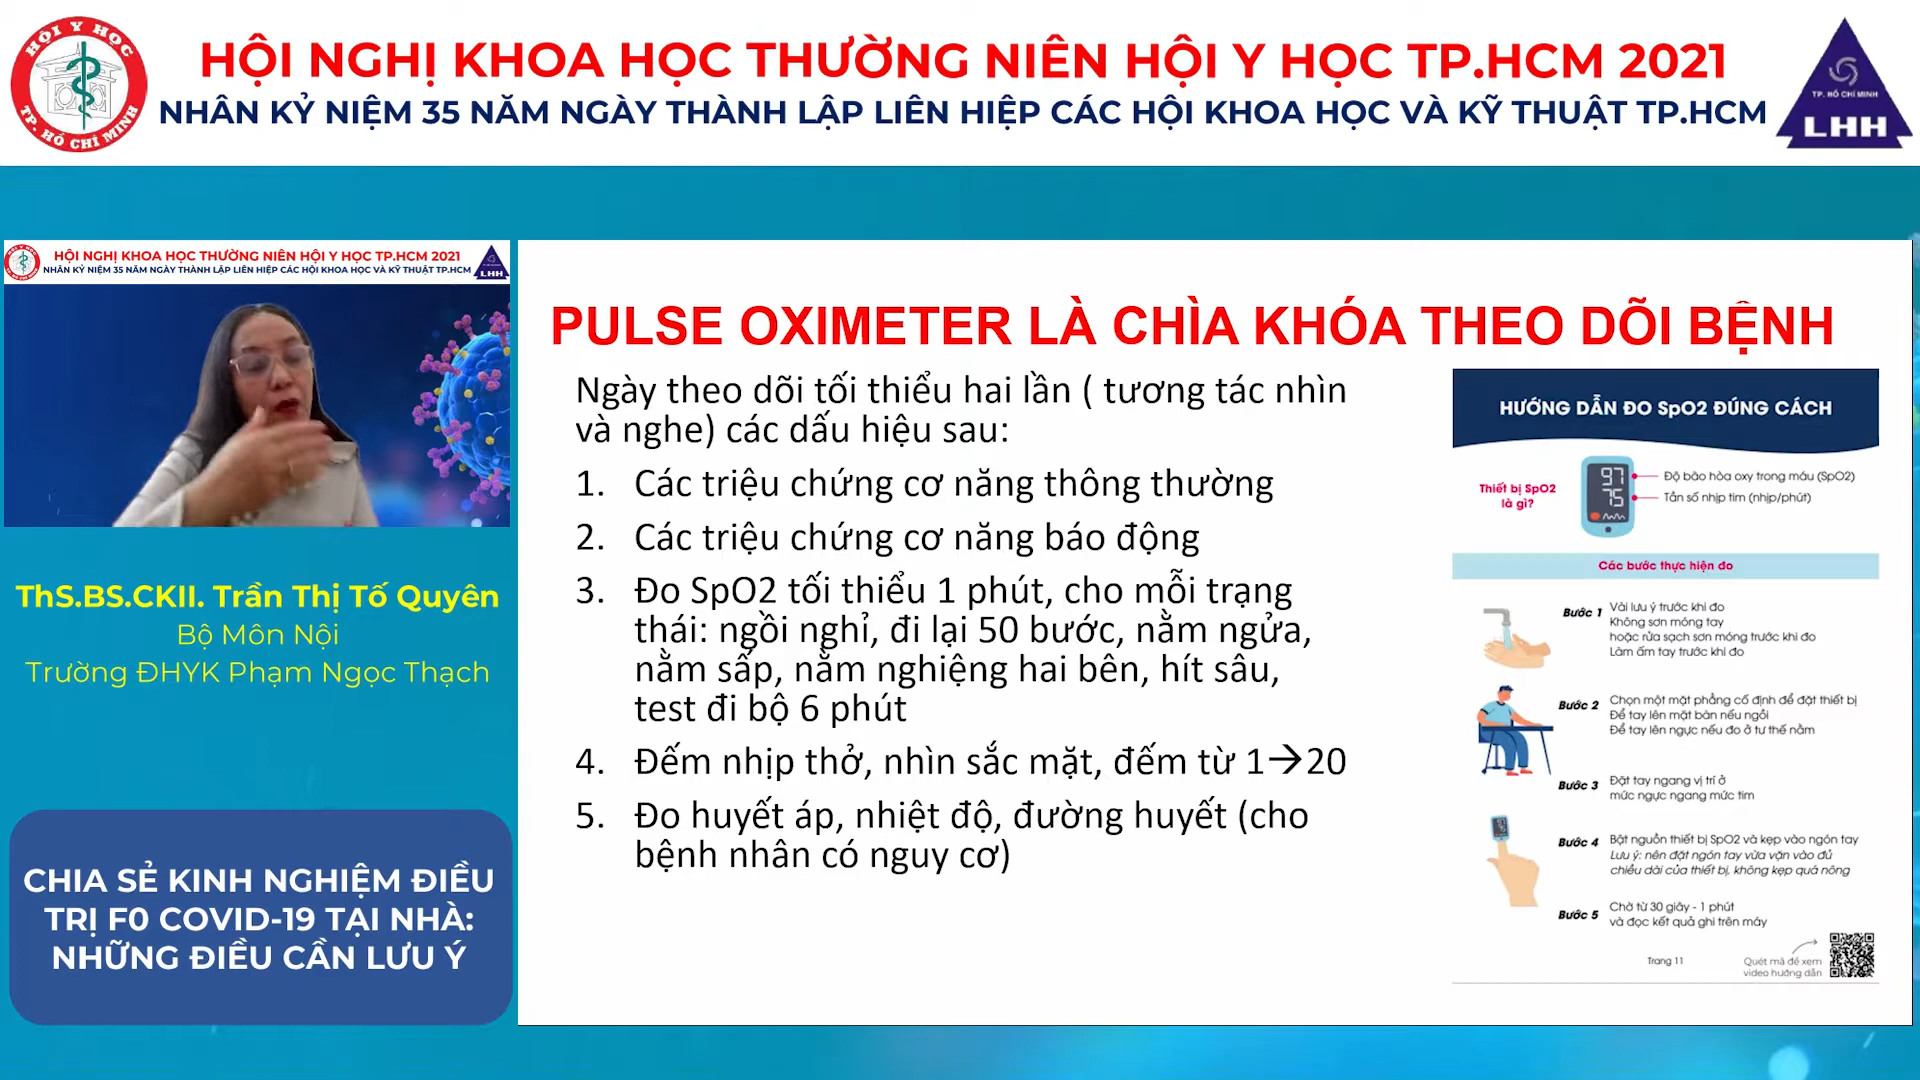 HỘI Y HỌC
TP. HỒ CHÍ MINH
HỘI NGHỊ KHOA HỌC THƯỜNG NIÊN HỘI Y HỌC TP.HCM 2021
NHÂN KỶ NIỆM 35 NĂM NGÀY THÀNH LẬP LIÊN HIỆP CÁC HỘI KHOA HỌC VÀ KỸ THUẬT TP.HCM
TP. HỒ CHÍ MINH
LHH
HỘI NGHỊ KHOA HỌC THƯỜNG NIÊN HỘI Y HỌC TP.HCM 2021
NHÂN KỶ NIỆM 35 NĂM NGÀY THÀNH LẬP LIÊN HIỆP CÁC HỘI KHOA HỌC VÀ KỸ THUẬT TP.HCM
LHH
ThS.BS.CKII. Trần Thị Tố Quyên
Bộ Môn Nội
Trường ĐHYK Phạm Ngọc Thạch
CHIA SẺ KINH NGHIỆM ĐIỀU
TRỊ F0 COVID-19 TẠI NHÀ:
NHỮNG ĐIỀU CẦN LƯU Ý
PULSE OXIMETER LÀ CHÌA KHÓA THEO DÕI BỆNH
Ngày theo dõi tối thiểu hai lần ( tương tác nhìn
và nghe) các dấu hiệu sau:
1. Các triệu chứng cơ năng thông thường
2. Các triệu chứng cơ năng báo động
3. Đo SpO2 tối thiểu 1 phút, cho mỗi trạng
thái: ngồi nghỉ, đi lại 50 bước, nằm ngửa,
nằm sấp, nằm nghiệng hai bên, hít sâu,
test đi bộ 6 phút
4. Đếm nhịp thở, nhìn sắc mặt, đếm từ 1→20
5. Đo huyết áp, nhiệt độ, đường huyết (cho
bệnh nhân có nguy cơ)
HƯỚNG DẪN ĐO SpO2 ĐÚNG CÁCH
Thiết bị SpO2
là gì?
97
75
Độ bão hòa oxy trong máu (SpO2)
Tần số nhịp tim (nhịp/phút)
Các bước thực hiện đo
Bước 1
Vài lưu ý trước khi đo
Không sơn móng tay
hoặc rửa sạch sơn móng trước khi đo
Làm ấm tay trước khi đo
Bước 2
Chọn một mặt phẳng cố định để đặt thiết bị
Để tay lên mặt bàn nếu ngồi
Để tay lên ngực nếu đo ở tư thế nằm
Bước 3
Đặt tay ngang vị trí ở
mức ngực ngang mức tim
Bước 4
Bật nguồn thiết bị SpO2 và kẹp vào ngón tay
Lưu ý: nên đặt ngón tay vừa vặn vào đủ
chiều dài của thiết bị, không kẹp quá nông
Bước 5
Chờ từ 30 giây - 1 phút
và đọc kết quả ghi trên máy
Trang 11
Quét mã để xem
video hướng dẫn